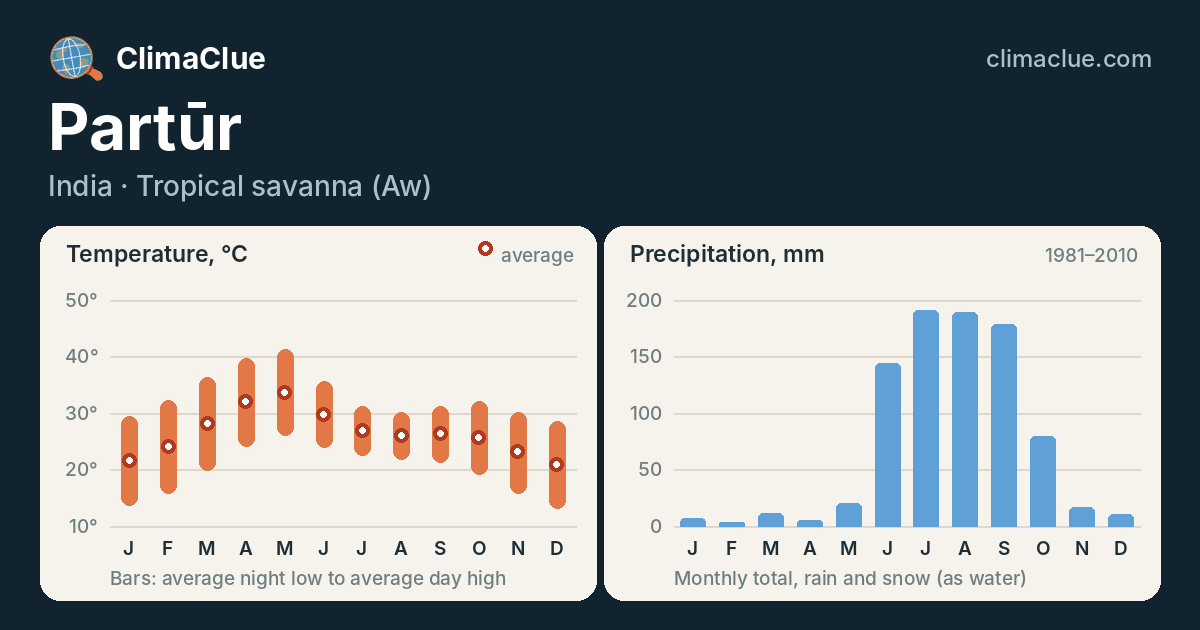 ClimaClue
climaclue.com
Partūr
India · Tropical savanna (Aw)
Temperature, °C
average
50°
40°
30°
20°
10°
J F M A M J J A S O N D
Bars: average night low to average day high
Precipitation, mm
1981–2010
200
150
100
50
0
J F M A M J J A S O N D
Monthly total, rain and snow (as water)